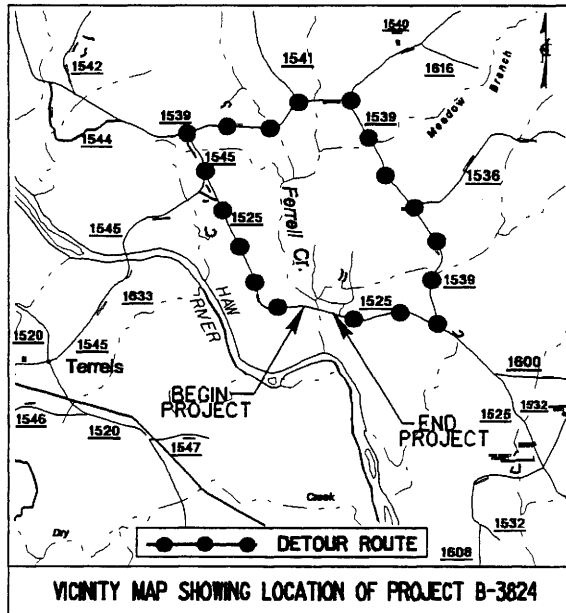 1540
1541
1542
1616
Meadow Branch
1539
1539
1544
1545
1536
Ferrell Cr.
1525
1545
HAW
RIVER
1539
1633
1525
1520
1545
Terrels
BEGIN
PROJECT
END
PROJECT
1600
1525
1532
1546
1520
1547
Creek
Dry
1532
DETOUR ROUTE
1608
VICINITY MAP SHOWING LOCATION OF PROJECT B-3824